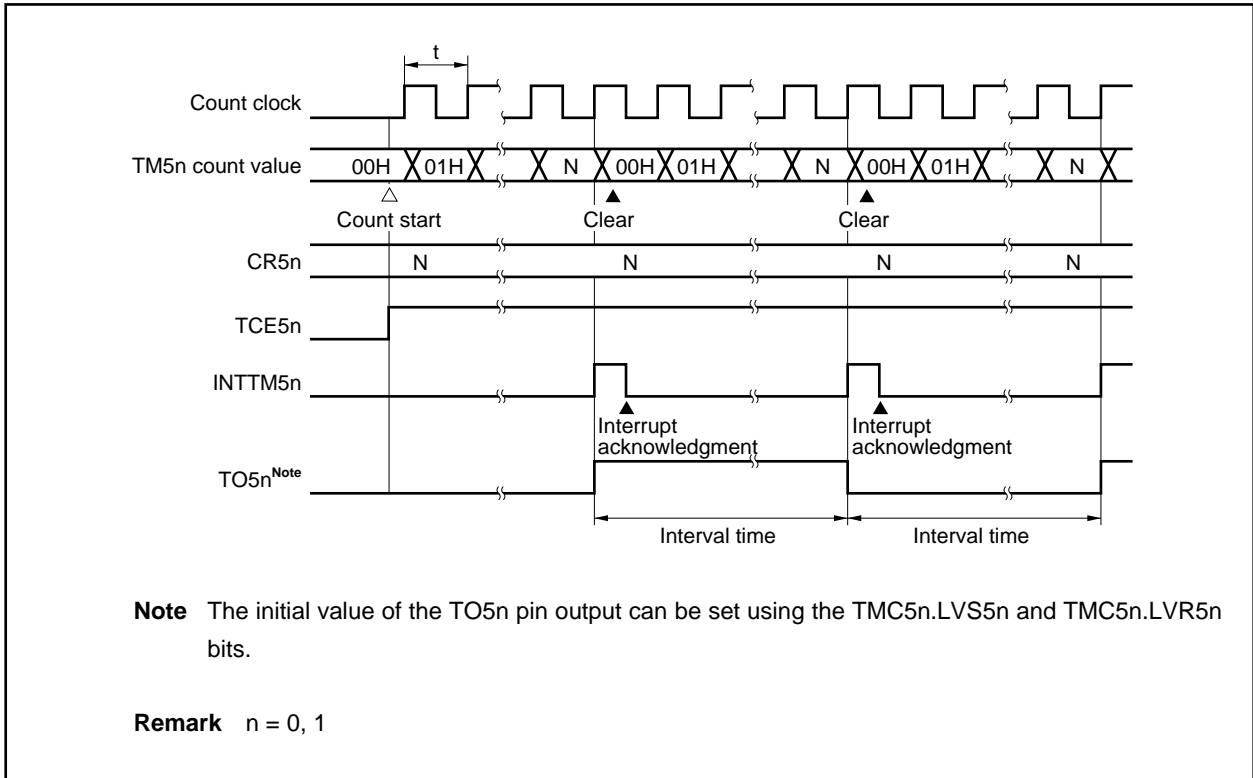 t
Count clock
TM5n count value 00H 01H N 00H 01H N 00H 01H N
Count start Clear Clear
CR5n N N N N
TCE5n
INTTM5n
Interrupt acknowledgment Interrupt acknowledgment
TO5nNote
Interval time Interval time
Note The initial value of the TO5n pin output can be set using the TMC5n.LVS5n and TMC5n.LVR5n
bits.
Remark n = 0, 1